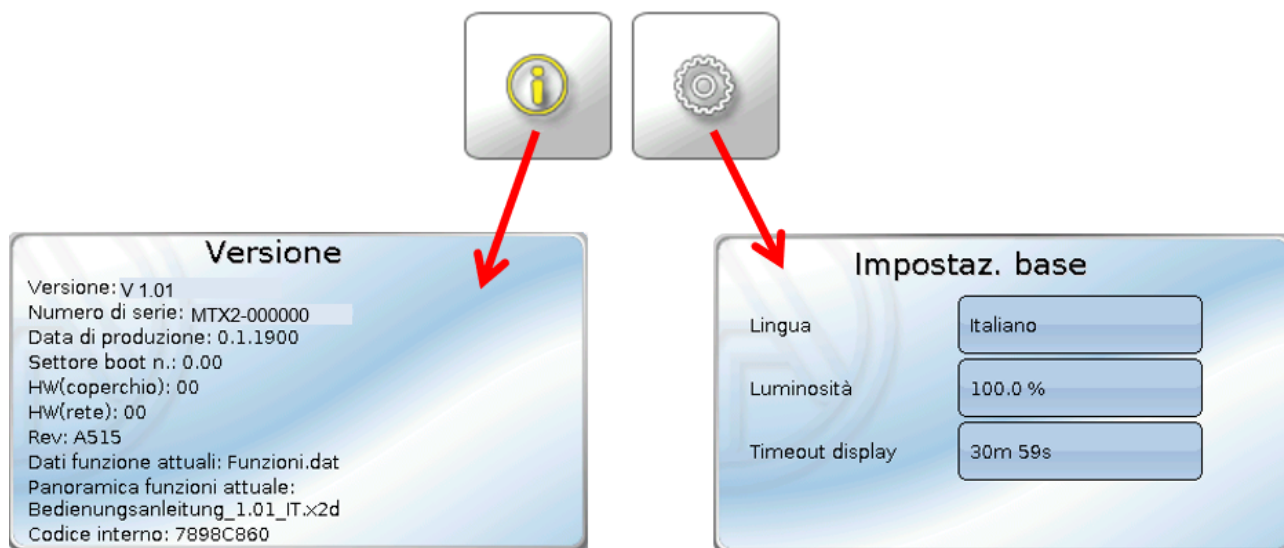 Versione
Versione: V 1.01
Numero di serie: MTX2-000000
Data di produzione: 0.1.1900
Settore boot n.: 0.00
HW(coperchio): 00
HW(rete): 00
Rev: A515
Dati funzione attuali: Funzioni.dat
Panoramica funzioni attuale:
Bedienungsanleitung_1.01_IT.x2d
Codice interno: 7898C860
Impostaz. base
Lingua Italiano
Luminosità 100.0 %
Timeout display 30m 59s